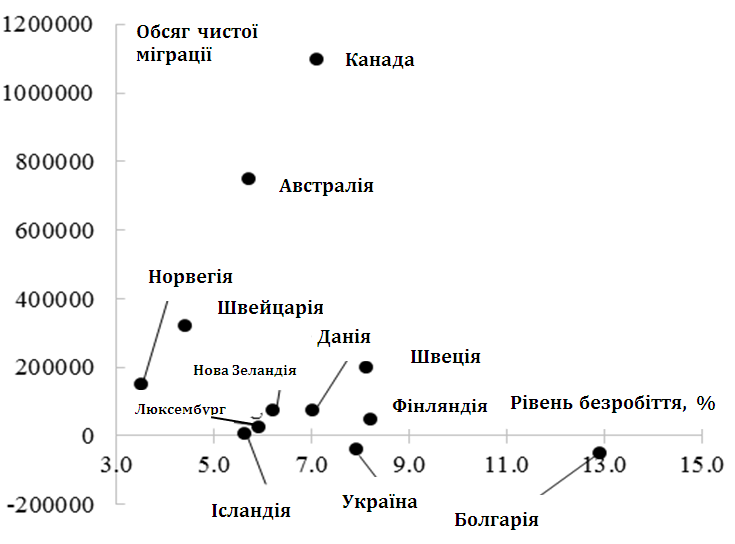 1200000
Обсяг чистої
міграції
Канада
1000000
800000
Австралія
600000
Норвегія
400000
Швейцарія
Данія
Швеція
200000
Нова Зеландія
Люксембург
Фінляндія
Рівень безробіття, %
0
3.0 5.0 7.0 9.0 11.0 13.0 15.0
-200000
Ісландія
Україна
Болгарія